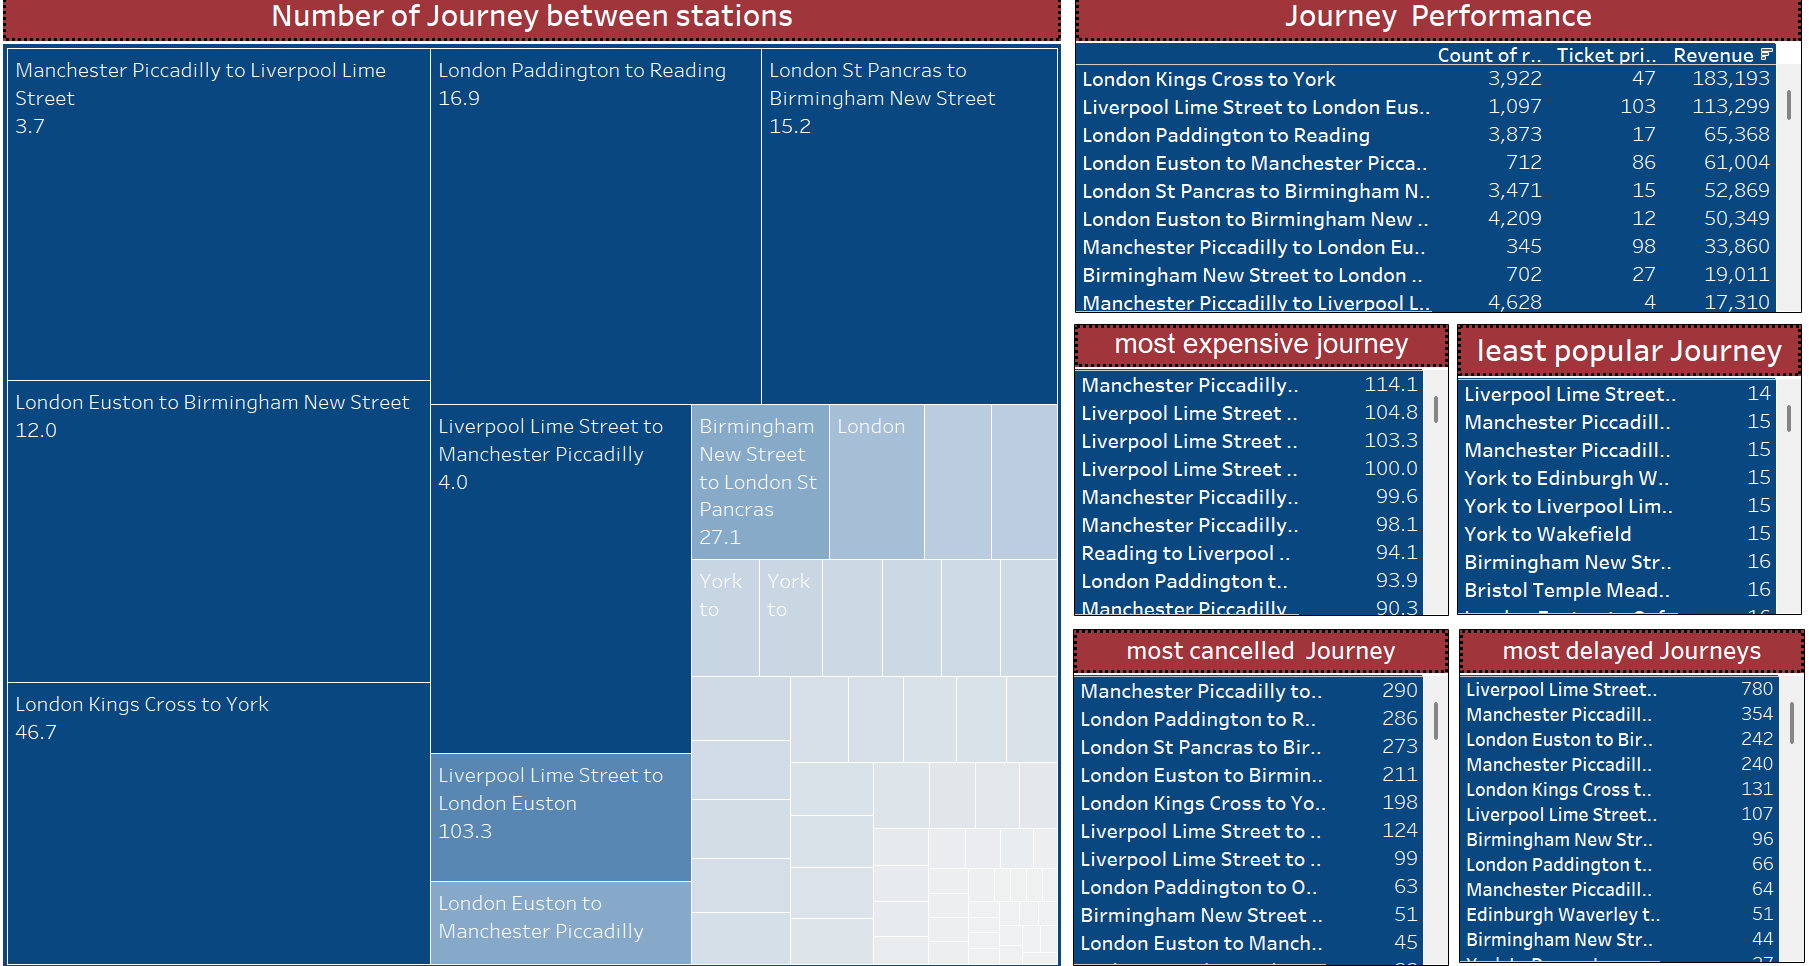 Number of Journey between stations
Manchester Piccadilly to Liverpool Lime
Street
3.7
London Euston to Birmingham New Street
12.0
London Kings Cross to York
46.7
London Paddington to Reading
16.9
London St Pancras to
Birmingham New Street
15.2
Liverpool Lime Street to
Manchester Piccadilly
4.0
Liverpool Lime Street to
London Euston
103.3
London Euston to
Manchester Piccadilly
Birmingham
New Street
to London St
Pancras
27.1
London
York
to
York
to
Journey Performance
Count of r.. Ticket pri.. Revenue
London Kings Cross to York 3,922 47 183,193
Liverpool Lime Street to London Eus.. 1,097 103 113,299
London Paddington to Reading 3,873 17 65,368
London Euston to Manchester Picca.. 712 86 61,004
London St Pancras to Birmingham N.. 3,471 15 52,869
London Euston to Birmingham New .. 4,209 12 50,349
Manchester Piccadilly to London Eu.. 345 98 33,860
Birmingham New Street to London .. 702 27 19,011
Manchester Piccadilly to Liverpool L.. 4,628 4 17,310
most expensive journey
Manchester Piccadilly.. 114.1
Liverpool Lime Street .. 104.8
Liverpool Lime Street .. 103.3
Liverpool Lime Street .. 100.0
Manchester Piccadilly.. 99.6
Manchester Piccadilly.. 98.1
Reading to Liverpool .. 94.1
London Paddington t.. 93.9
Manchester Piccadilly 90.3
least popular Journey
Liverpool Lime Street.. 14
Manchester Piccadill.. 15
Manchester Piccadill.. 15
York to Edinburgh W.. 15
York to Liverpool Lim.. 15
York to Wakefield 15
Birmingham New Str.. 16
Bristol Temple Mead.. 16
most cancelled Journey
Manchester Piccadilly to.. 290
London Paddington to R.. 286
London St Pancras to Bir.. 273
London Euston to Birmin.. 211
London Kings Cross to Yo.. 198
Liverpool Lime Street to .. 124
Liverpool Lime Street to .. 99
London Paddington to O.. 63
Birmingham New Street .. 51
London Euston to Manch.. 45
most delayed Journeys
Liverpool Lime Street.. 780
Manchester Piccadill.. 354
London Euston to Bir.. 242
Manchester Piccadill.. 240
London Kings Cross t.. 131
Liverpool Lime Street.. 107
Birmingham New Str.. 96
London Paddington t.. 66
Manchester Piccadill.. 64
Edinburgh Waverley t.. 51
Birmingham New Str.. 44